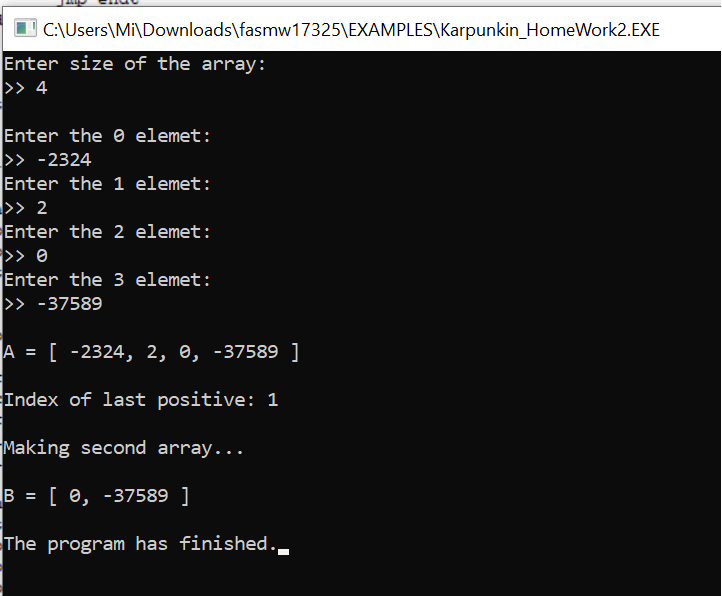 jmp endl
C:\Users\Mi\Downloads\fasmw17325\EXAMPLES\Karpunkin_HomeWork2.EXE
Enter size of the array:
>> 4
Enter the 0 elemet:
>> -2324
Enter the 1 elemet:
>> 2
Enter the 2 elemet:
>> 0
Enter the 3 elemet:
>> -37589
A = [ -2324, 2, 0, -37589 ]
Index of last positive: 1
Making second array...
B = [ 0, -37589 ]
The program has finished.